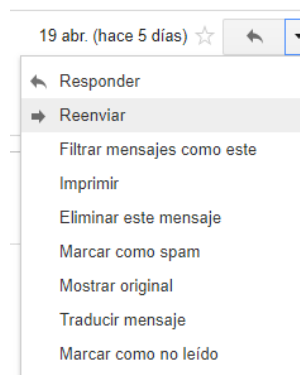 19 abr. (hace 5 días)
Responder
Reenviar
Filtrar mensajes como este
Imprimir
Eliminar este mensaje
Marcar como spam
Mostrar original
Traducir mensaje
Marcar como no leído